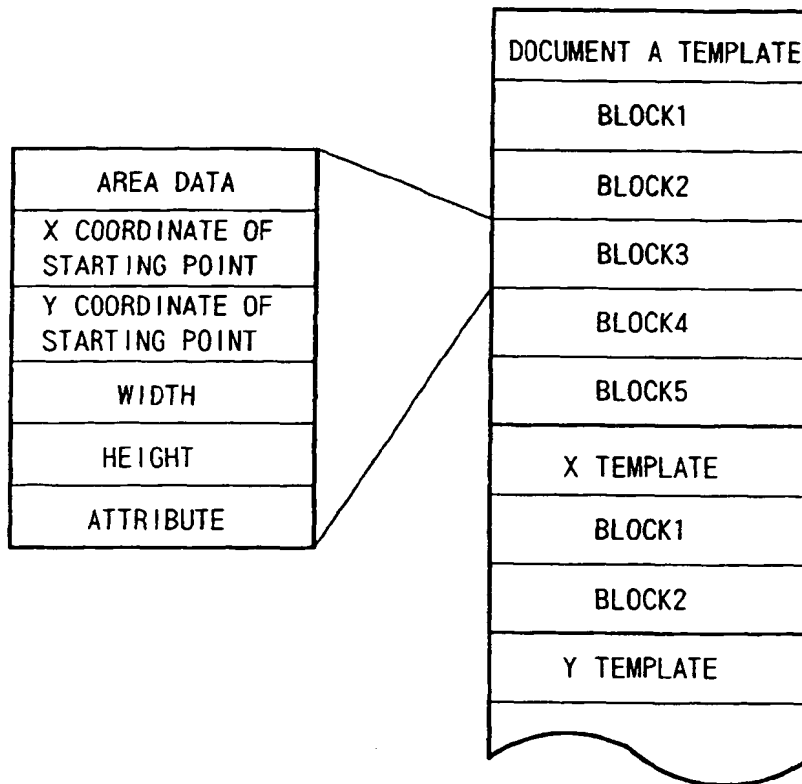 AREA DATA
X COORDINATE OF
STARTING POINT
Y COORDINATE OF
STARTING POINT
WIDTH
HEIGHT
ATTRIBUTE
DOCUMENT A TEMPLATE
BLOCK1
BLOCK2
BLOCK3
BLOCK4
BLOCK5
X TEMPLATE
BLOCK1
BLOCK2
Y TEMPLATE